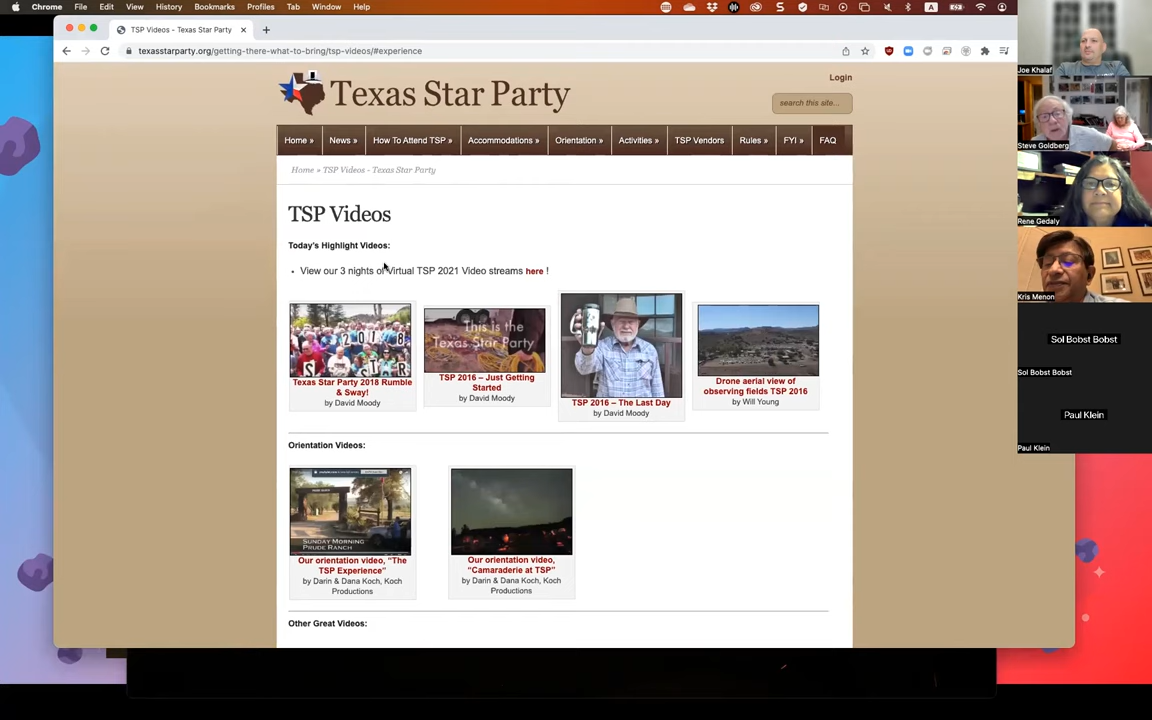 Chrome File Edit View History Bookmarks Profiles Tab Window Help
TSP Videos - Texas Star Party
texasstarparty.org/getting-there-what-to-bring/tsp-videos/#experience
Texas Star Party
Login
search this site...
Home » News » How To Attend TSP » Accommodations » Orientation » Activities » TSP Vendors Rules » FYI » FAQ
Home » TSP Videos - Texas Star Party
TSP Videos
Today's Highlight Videos:
• View our 3 nights of Virtual TSP 2021 Video streams here !
2018
This is the
Texas Star Party
Texas Star Party 2018 Rumble
& Sway!
by David Moody
TSP 2016 – Just Getting
Started
by David Moody
TSP 2016 – The Last Day
by David Moody
Drone aerial view of
observing fields TSP 2016
by Will Young
Orientation Videos:
SUNDAY MORNING
PRUDE RANCH
Our orientation video, "The
TSP Experience"
by Darin & Dana Koch, Koch
Productions
Our orientation video,
"Camaraderie at TSP"
by Darin & Dana Koch, Koch
Productions
Other Great Videos:
Joe Khalaf
Steve Goldberg
Rene Gedaly
Kris Menon
Sol Bobst Bobst
Sol Bobst Bobst
Paul Klein
Paul Klein